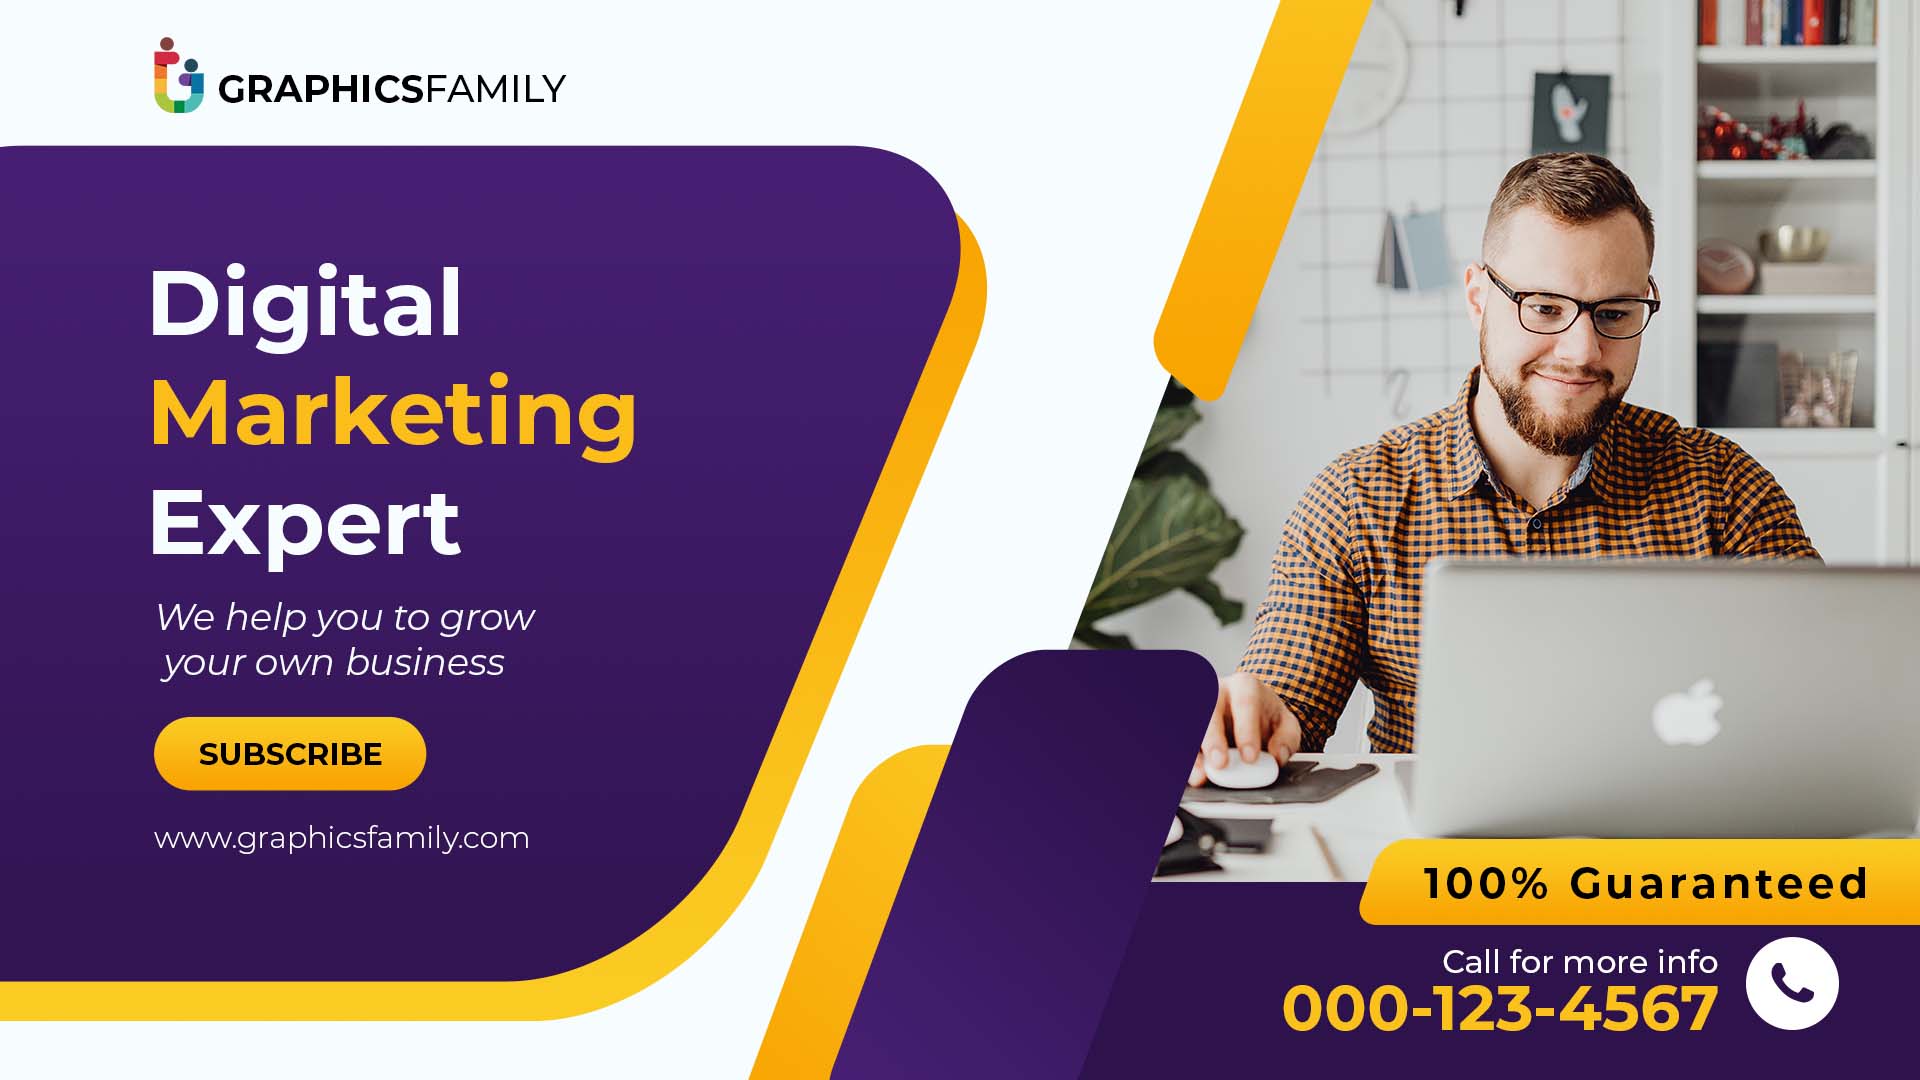 GRAPHICSFAMILY
Digital
Marketing
Expert
We help you to grow
your own business
SUBSCRIBE
www.graphicsfamily.com
100% Guaranteed
Call for more info
000-123-4567